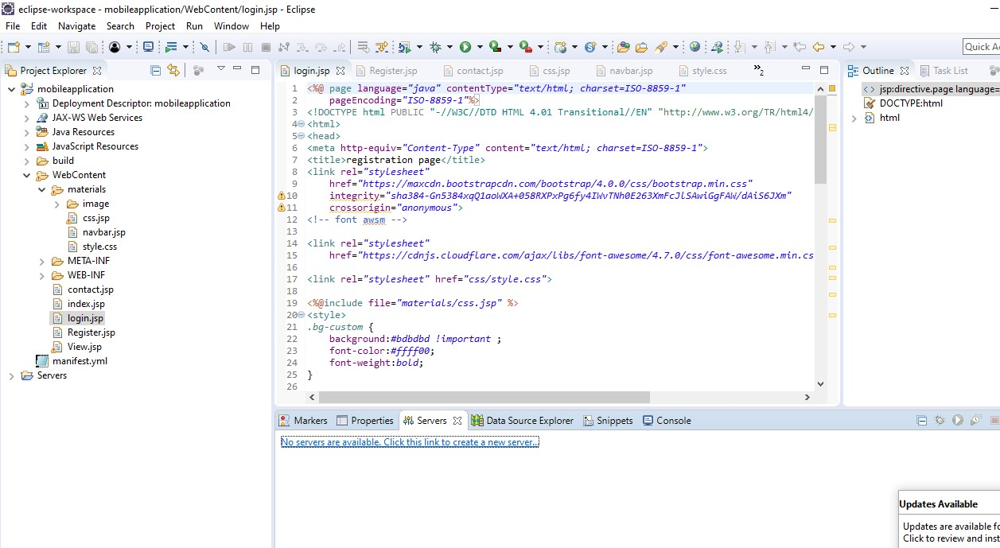 eclipse-workspace - mobileapplication/WebContent/login.jsp - Eclipse
File Edit Navigate Search Project Run Window Help
Quick Ac
Project Explorer
mobileapplication
Deployment Descriptor: mobileapplication
JAX-WS Web Services
Java Resources
JavaScript Resources
build
WebContent
materials
image
css.jsp
navbar.jsp
style.css
META-INF
WEB-INF
contact.jsp
index.jsp
login.jsp
Register.jsp
View.jsp
manifest.yml
Servers
login.jsp Register.jsp contact.jsp css.jsp navbar.jsp style.css »2
1 <%@ page language="java" contentType="text/html; charset=ISO-8859-1"
2 pageEncoding="ISO-8859-1"%>
3 <!DOCTYPE html PUBLIC "-//W3C//DTD HTML 4.01 Transitional//EN" "http://www.w3.org/TR/html4/
4 <html>
5 <head>
6 <meta http-equiv="Content-Type" content="text/html; charset=ISO-8859-1">
7 <title>registration page</title>
8 <link rel="stylesheet"
9 href="https://maxcdn.bootstrapcdn.com/bootstrap/4.0.0/css/bootstrap.min.css"
10 integrity="sha384-Gn5384xqQ1aoWXA+058RXPxPg6fy4IWvTNh0E263XmFcJlSAwiGgFAW/dAiS6JXm"
11 crossorigin="anonymous">
12 <!-- font awsm -->
13
14 <link rel="stylesheet"
15 href="https://cdnjs.cloudflare.com/ajax/libs/font-awesome/4.7.0/css/font-awesome.min.cs
16
17 <link rel="stylesheet" href="css/style.css">
18
19 <%@include file="materials/css.jsp" %>
20 <style>
21 .bg-custom {
22 background:#bdbdbd !important ;
23 font-color:#ffff00;
24 font-weight:bold;
25 }
26
Outline Task List
jsp:directive.page language=
DOCTYPE:html
html
Markers Properties Servers Data Source Explorer Snippets Console
No servers are available. Click this link to create a new server...
Updates Available
Updates are available fo
Click to review and inst